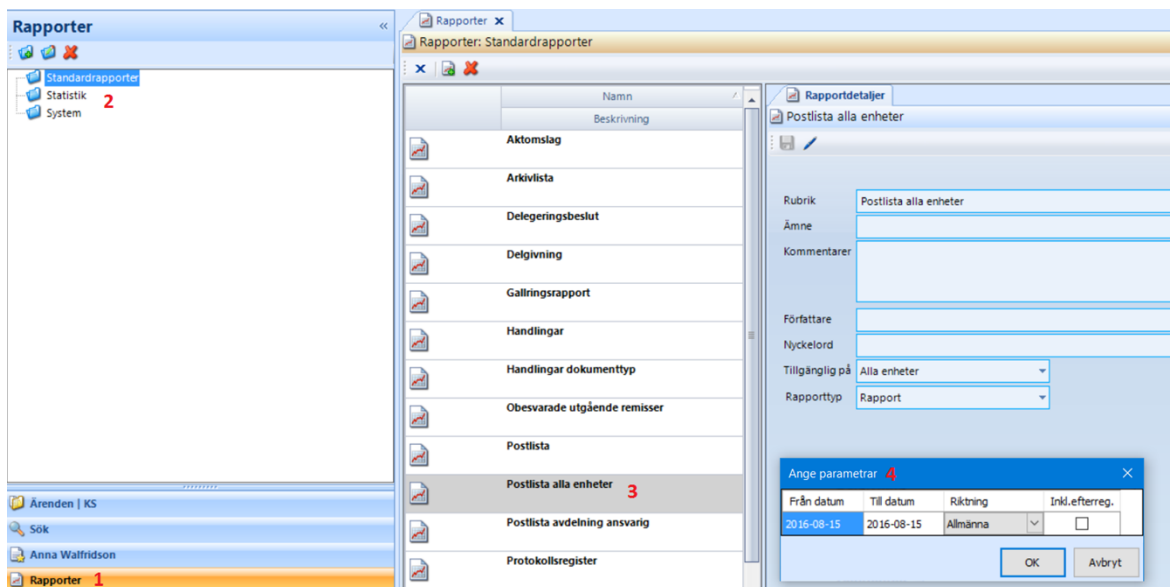 Rapporter «
Standardrapporter
Statistik 2
System
Ärenden | KS
Sök
Anna Walfridson
Rapporter 1
Rapporter
Rapporter: Standardrapporter
Namn
Beskrivning
Aktomslag
Arkivlista
Delegeringsbeslut
Delgivning
Gallringsrapport
Handlingar
Handlingar dokumenttyp
Obesvarade utgående remisser
Postlista
Postlista alla enheter 3
Postlista avdelning ansvarig
Protokollsregister
Rapportdetaljer
Postlista alla enheter
Rubrik Postlista alla enheter
Ämne
Kommentarer
Författare
Nyckelord
Tillgänglig på Alla enheter
Rapporttyp Rapport
Ange parametrar 4
Från datum Till datum Riktning Inkl.efterreg.
2016-08-15 2016-08-15 Allmänna
OK Avbryt